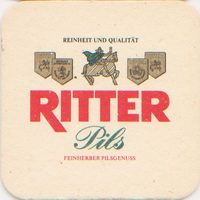 REINHEIT UND QUALITÄT
RITTER
Pils
FEINHERBER PILSGENUSS